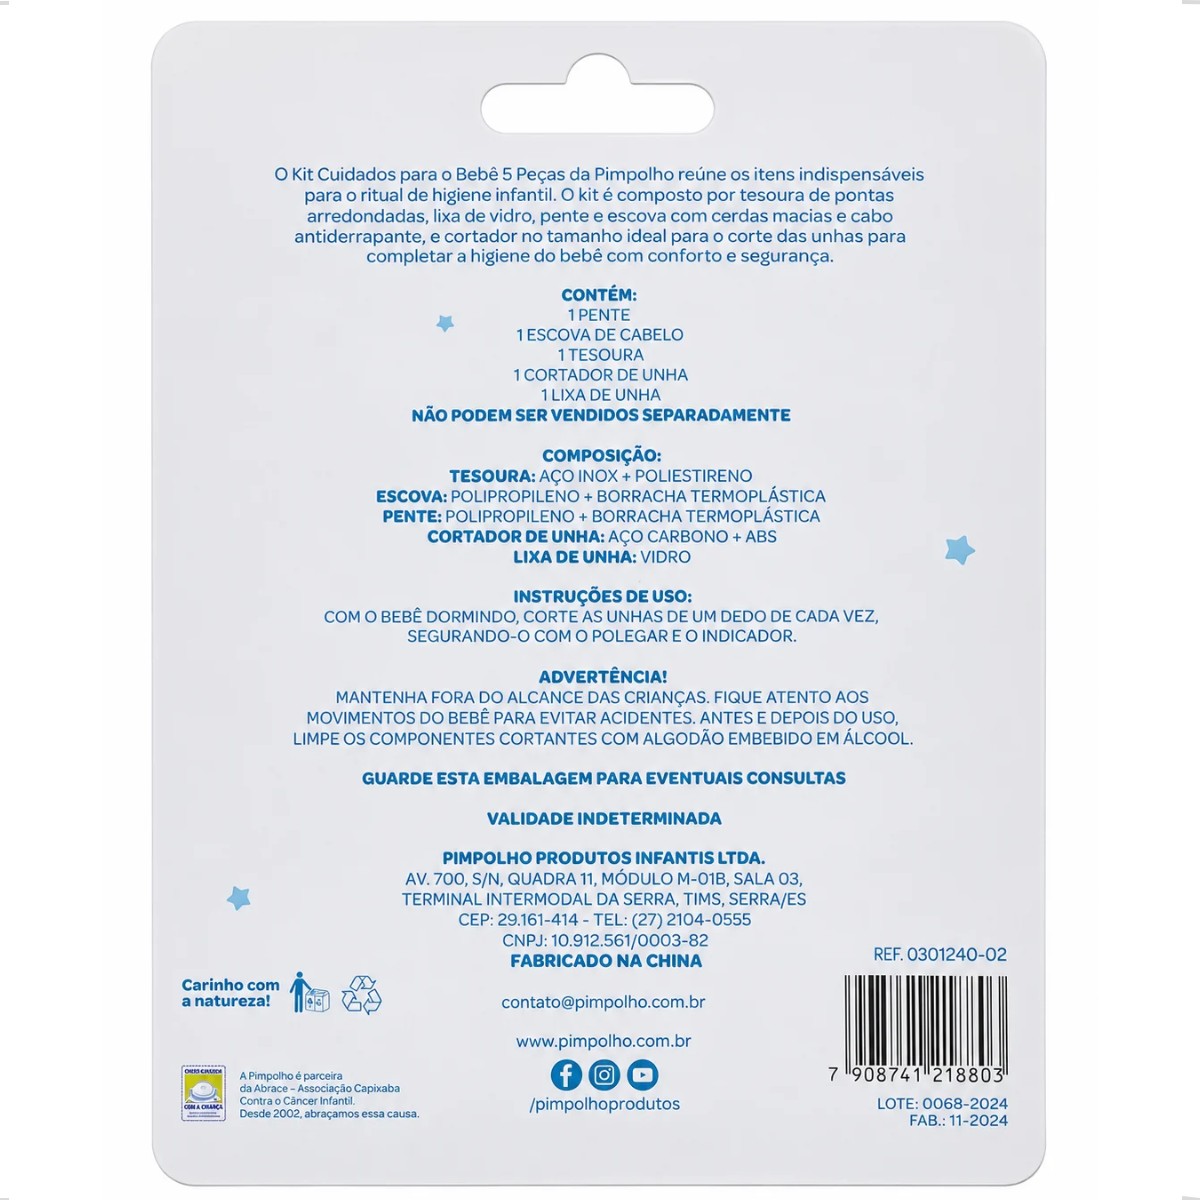 O Kit Cuidados para o Bebê 5 Peças da Pimpolho reúne os itens indispensáveis
para o ritual de higiene infantil. O kit é composto por tesoura de pontas
arredondadas, lixa de vidro, pente e escova com cerdas macias e cabo
antiderrapante, e cortador no tamanho ideal para o corte das unhas para
completar a higiene do bebê com conforto e segurança.
CONTÉM:
1 PENTE
1 ESCOVA DE CABELO
1 TESOURA
1 CORTADOR DE UNHA
1 LIXA DE UNHA
NÃO PODEM SER VENDIDOS SEPARADAMENTE
COMPOSIÇÃO:
TESOURA: AÇO INOX + POLIESTIRENO
ESCOVA: POLIPROPILENO + BORRACHA TERMOPLÁSTICA
PENTE: POLIPROPILENO + BORRACHA TERMOPLÁSTICA
CORTADOR DE UNHA: AÇO CARBONO + ABS
LIXA DE UNHA: VIDRO
INSTRUÇÕES DE USO:
COM O BEBÊ DORMINDO, CORTE AS UNHAS DE UM DEDO DE CADA VEZ,
SEGURANDO-O COM O POLEGAR E O INDICADOR.
ADVERTÊNCIA!
MANTENHA FORA DO ALCANCE DAS CRIANÇAS. FIQUE ATENTO AOS
MOVIMENTOS DO BEBÊ PARA EVITAR ACIDENTES. ANTES E DEPOIS DO USO,
LIMPE OS COMPONENTES CORTANTES COM ALGODÃO EMBEBIDO EM ÁLCOOL.
GUARDE ESTA EMBALAGEM PARA EVENTUAIS CONSULTAS
VALIDADE INDETERMINADA
PIMPOLHO PRODUTOS INFANTIS LTDA.
AV. 700, S/N, QUADRA 11, MÓDULO M-01B, SALA 03,
TERMINAL INTERMODAL DA SERRA, TIMS, SERRA/ES
CEP: 29.161-414 - TEL: (27) 2104-0555
CNPJ: 10.912.561/0003-82
FABRICADO NA CHINA
contato@pimpolho.com.br
www.pimpolho.com.br
/pimpolhoprodutos
Carinho com
a natureza!
COM A CRIANÇA
A Pimpolho é parceira
da Abrace – Associação Capixaba
Contra o Câncer Infantil.
Desde 2002, abraçamos essa causa.
REF. 0301240-02
7 908741 218803
LOTE: 0068-2024
FAB.: 11-2024